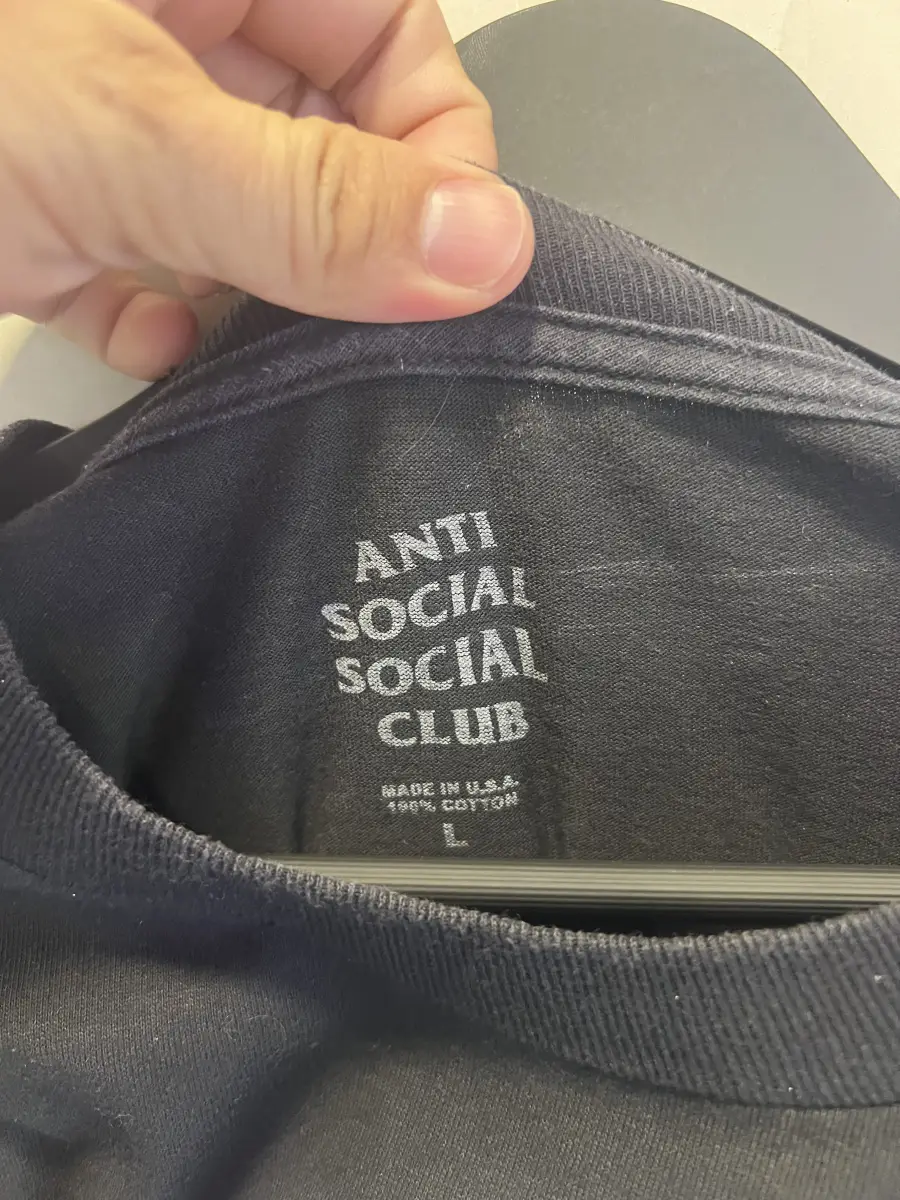 ANTI
SOCIAL
SOCIAL
CLUB
MADE IN U.S.A.
100% COTTON
L